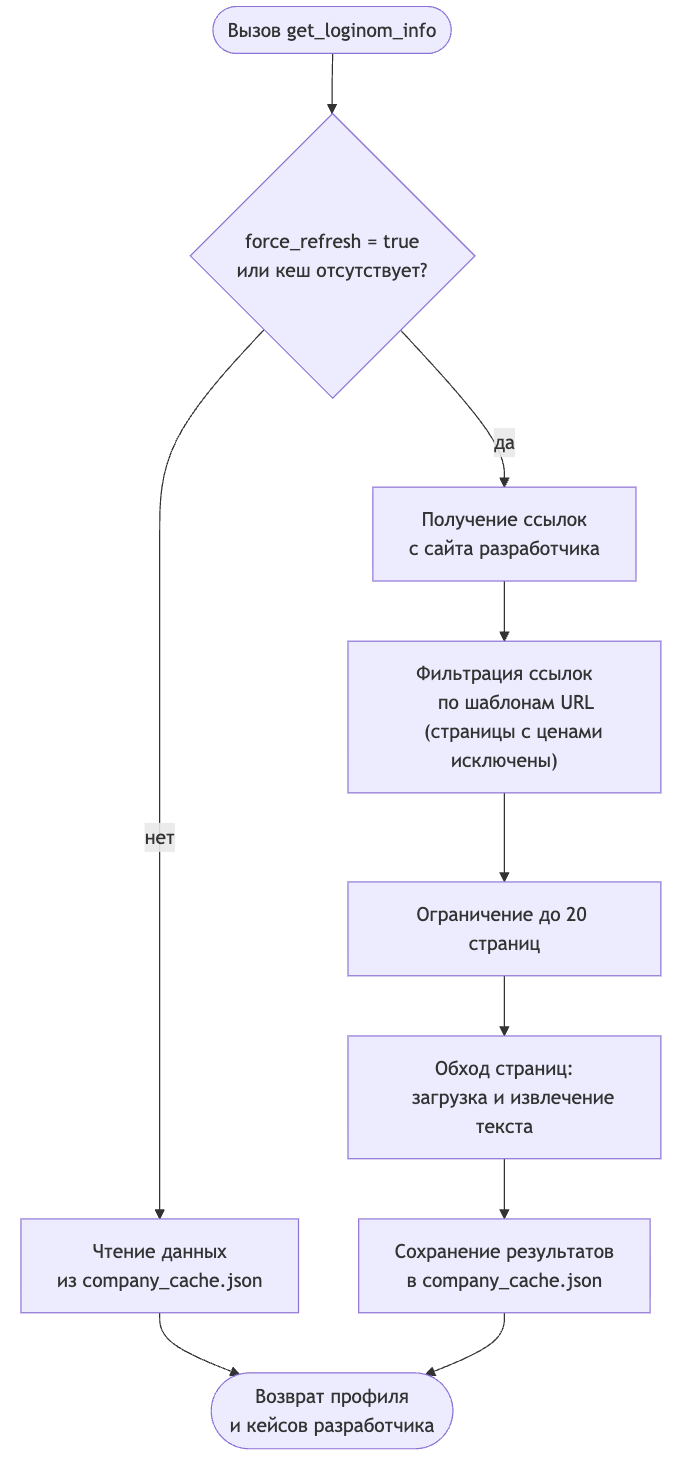 Вызов get_loginom_info
force_refresh = true
или кеш отсутствует?
да
Получение ссылок
с сайта разработчика
Фильтрация ссылок
по шаблонам URL
(страницы с ценами
исключены)
нет
Ограничение до 20
страниц
Обход страниц:
загрузка и извлечение
текста
Чтение данных
из company_cache.json
Сохранение результатов
в company_cache.json
Возврат профиля
и кейсов разработчика